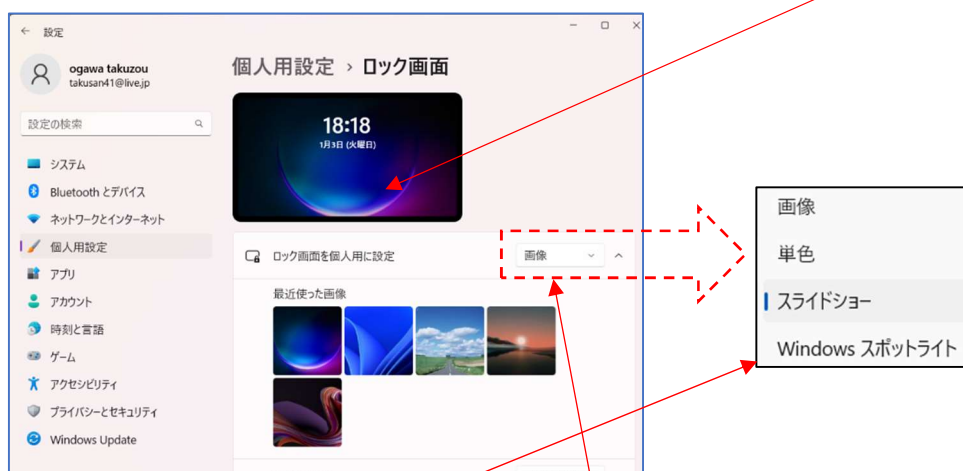 ← 設定
ogawa takuzou
takusan41@live.jp
設定の検索
システム
Bluetooth とデバイス
ネットワークとインターネット
個人用設定
アプリ
アカウント
時刻と言語
ゲーム
アクセシビリティ
プライバシーとセキュリティ
Windows Update
個人用設定 › ロック画面
18:18
1月3日 (火曜日)
ロック画面を個人用に設定
画像
最近使った画像
画像
単色
スライドショー
Windows スポットライト